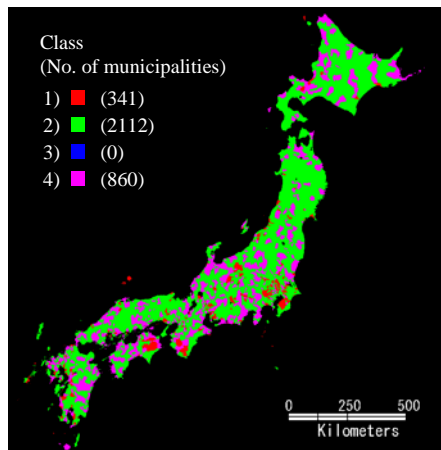 Class
(No. of municipalities)
1) (341)
2) (2112)
3) (0)
4) (860)
0 250 500
Kilometers